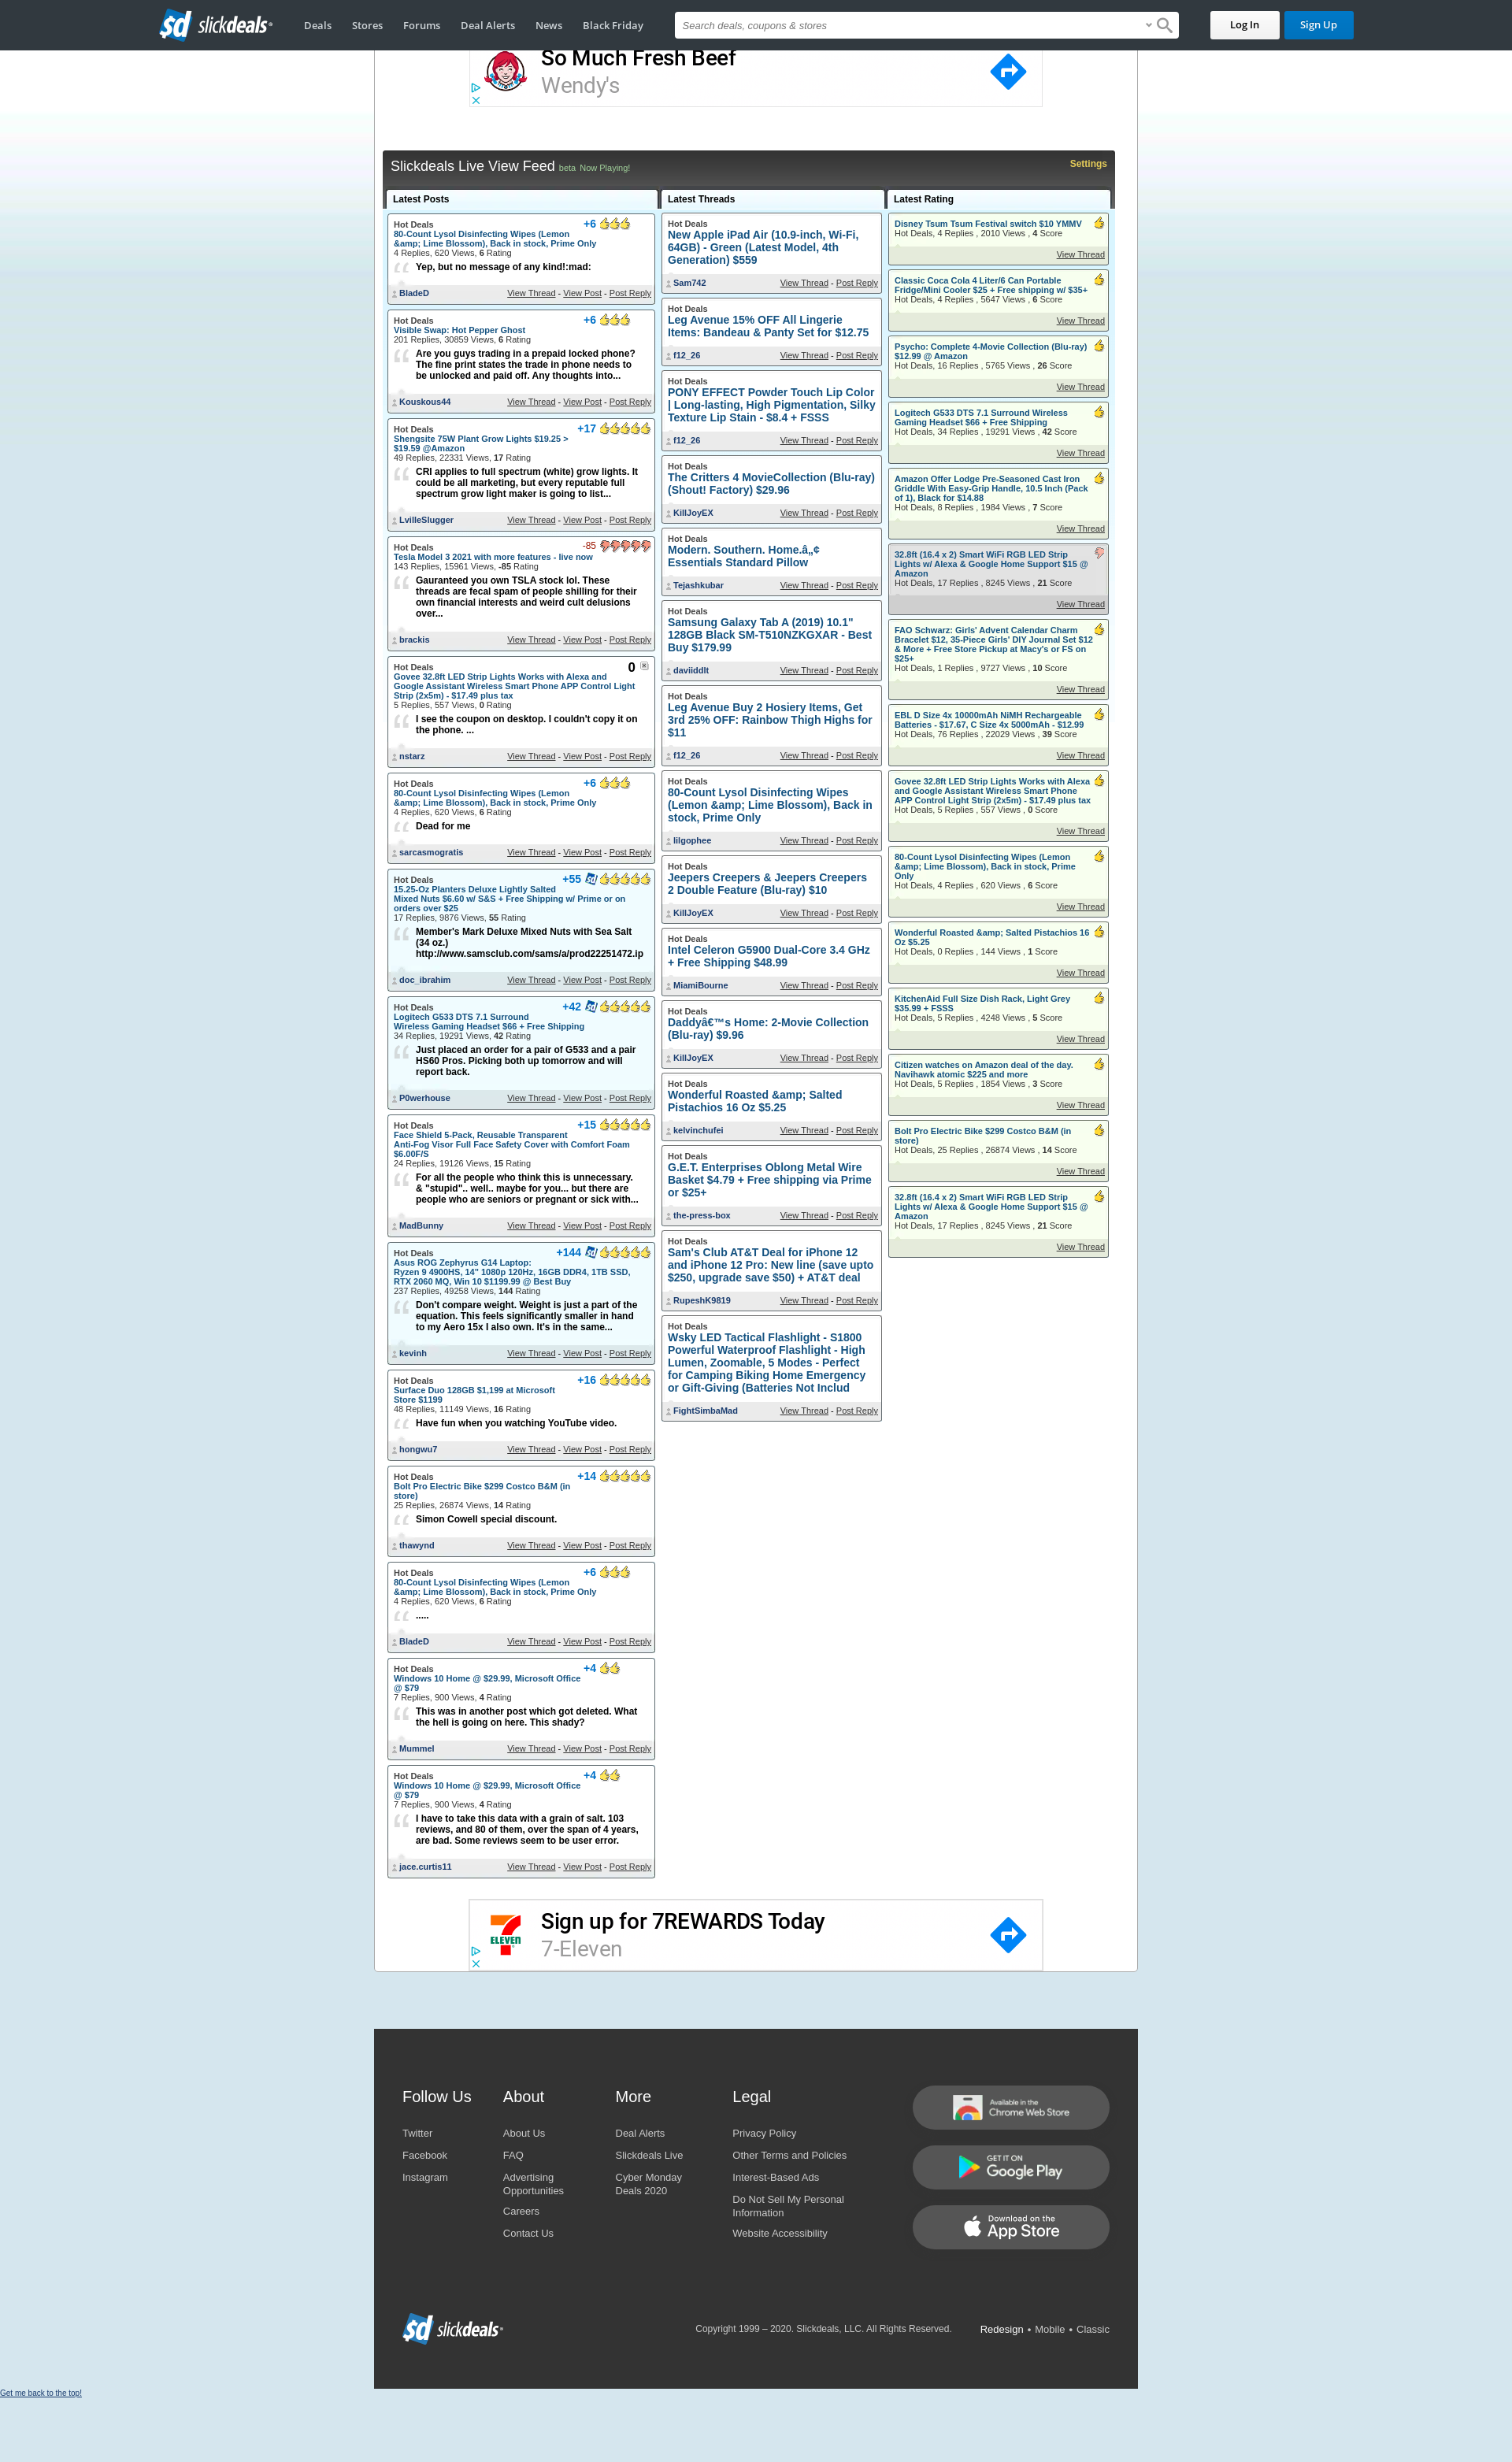 slickdeals
Deals Stores Forums Deal Alerts News Black Friday
Search deals, coupons & stores
Log In
Sign Up
So Much Fresh Beef
Wendy's
Slickdeals Live View Feed beta Now Playing!
Settings
Latest Posts
Hot Deals
+6
80-Count Lysol Disinfecting Wipes (Lemon
&amp; Lime Blossom), Back in stock, Prime Only
4 Replies, 620 Views, 6 Rating
Yep, but no message of any kind!:mad:
BladeD
View Thread - View Post - Post Reply
Hot Deals
+6
Visible Swap: Hot Pepper Ghost
201 Replies, 30859 Views, 6 Rating
Are you guys trading in a prepaid locked phone?
The fine print states the trade in phone needs to
be unlocked and paid off. Any thoughts into...
Kouskous44
View Thread - View Post - Post Reply
Hot Deals
+17
Shengsite 75W Plant Grow Lights $19.25 >
$19.59 @Amazon
49 Replies, 22331 Views, 17 Rating
CRI applies to full spectrum (white) grow lights. It
could be all marketing, but every reputable full
spectrum grow light maker is going to list...
LvilleSlugger
View Thread - View Post - Post Reply
Hot Deals
-85
Tesla Model 3 2021 with more features - live now
143 Replies, 15961 Views, -85 Rating
Gauranteed you own TSLA stock lol. These
threads are fecal spam of people shilling for their
own financial interests and weird cult delusions
over...
brackis
View Thread - View Post - Post Reply
Hot Deals
0
Govee 32.8ft LED Strip Lights Works with Alexa and
Google Assistant Wireless Smart Phone APP Control Light
Strip (2x5m) - $17.49 plus tax
5 Replies, 557 Views, 0 Rating
I see the coupon on desktop. I couldn't copy it on
the phone. ...
nstarz
View Thread - View Post - Post Reply
Hot Deals
+6
80-Count Lysol Disinfecting Wipes (Lemon
&amp; Lime Blossom), Back in stock, Prime Only
4 Replies, 620 Views, 6 Rating
Dead for me
sarcasmogratis
View Thread - View Post - Post Reply
Hot Deals
+55
15.25-Oz Planters Deluxe Lightly Salted
Mixed Nuts $6.60 w/ S&S + Free Shipping w/ Prime or on
orders over $25
17 Replies, 9876 Views, 55 Rating
Member's Mark Deluxe Mixed Nuts with Sea Salt
(34 oz.)
http://www.samsclub.com/sams/a/prod22251472.ip
doc_ibrahim
View Thread - View Post - Post Reply
Hot Deals
+42
Logitech G533 DTS 7.1 Surround
Wireless Gaming Headset $66 + Free Shipping
34 Replies, 19291 Views, 42 Rating
Just placed an order for a pair of G533 and a pair
HS60 Pros. Picking both up tomorrow and will
report back.
P0werhouse
View Thread - View Post - Post Reply
Hot Deals
+15
Face Shield 5-Pack, Reusable Transparent
Anti-Fog Visor Full Face Safety Cover with Comfort Foam
$6.00F/S
24 Replies, 19126 Views, 15 Rating
For all the people who think this is unnecessary.
& "stupid".. well.. maybe for you... but there are
people who are seniors or pregnant or sick with...
MadBunny
View Thread - View Post - Post Reply
Hot Deals
+144
Asus ROG Zephyrus G14 Laptop:
Ryzen 9 4900HS, 14" 1080p 120Hz, 16GB DDR4, 1TB SSD,
RTX 2060 MQ, Win 10 $1199.99 @ Best Buy
237 Replies, 49258 Views, 144 Rating
Don't compare weight. Weight is just a part of the
equation. This feels significantly smaller in hand
to my Aero 15x I also own. It's in the same...
kevinh
View Thread - View Post - Post Reply
Hot Deals
+16
Surface Duo 128GB $1,199 at Microsoft
Store $1199
48 Replies, 11149 Views, 16 Rating
Have fun when you watching YouTube video.
hongwu7
View Thread - View Post - Post Reply
Hot Deals
+14
Bolt Pro Electric Bike $299 Costco B&M (in
store)
25 Replies, 26874 Views, 14 Rating
Simon Cowell special discount.
thawynd
View Thread - View Post - Post Reply
Hot Deals
+6
80-Count Lysol Disinfecting Wipes (Lemon
&amp; Lime Blossom), Back in stock, Prime Only
4 Replies, 620 Views, 6 Rating
.....
BladeD
View Thread - View Post - Post Reply
Hot Deals
+4
Windows 10 Home @ $29.99, Microsoft Office
@ $79
7 Replies, 900 Views, 4 Rating
This was in another post which got deleted. What
the hell is going on here. This shady?
Mummel
View Thread - View Post - Post Reply
Hot Deals
+4
Windows 10 Home @ $29.99, Microsoft Office
@ $79
7 Replies, 900 Views, 4 Rating
I have to take this data with a grain of salt. 103
reviews, and 80 of them, over the span of 4 years,
are bad. Some reviews seem to be user error.
jace.curtis11
View Thread - View Post - Post Reply
Latest Threads
Hot Deals
New Apple iPad Air (10.9-inch, Wi-Fi,
64GB) - Green (Latest Model, 4th
Generation) $559
Sam742
View Thread - Post Reply
Hot Deals
Leg Avenue 15% OFF All Lingerie
Items: Bandeau & Panty Set for $12.75
f12_26
View Thread - Post Reply
Hot Deals
PONY EFFECT Powder Touch Lip Color
| Long-lasting, High Pigmentation, Silky
Texture Lip Stain - $8.4 + FSSS
f12_26
View Thread - Post Reply
Hot Deals
The Critters 4 MovieCollection (Blu-ray)
(Shout! Factory) $29.96
KillJoyEX
View Thread - Post Reply
Hot Deals
Modern. Southern. Home.â„¢
Essentials Standard Pillow
Tejashkubar
View Thread - Post Reply
Hot Deals
Samsung Galaxy Tab A (2019) 10.1"
128GB Black SM-T510NZKGXAR - Best
Buy $179.99
daviiddlt
View Thread - Post Reply
Hot Deals
Leg Avenue Buy 2 Hosiery Items, Get
3rd 25% OFF: Rainbow Thigh Highs for
$11
f12_26
View Thread - Post Reply
Hot Deals
80-Count Lysol Disinfecting Wipes
(Lemon &amp; Lime Blossom), Back in
stock, Prime Only
lilgophee
View Thread - Post Reply
Hot Deals
Jeepers Creepers & Jeepers Creepers
2 Double Feature (Blu-ray) $10
KillJoyEX
View Thread - Post Reply
Hot Deals
Intel Celeron G5900 Dual-Core 3.4 GHz
+ Free Shipping $48.99
MiamiBourne
View Thread - Post Reply
Hot Deals
Daddyâ€™s Home: 2-Movie Collection
(Blu-ray) $9.96
KillJoyEX
View Thread - Post Reply
Hot Deals
Wonderful Roasted &amp; Salted
Pistachios 16 Oz $5.25
kelvinchufei
View Thread - Post Reply
Hot Deals
G.E.T. Enterprises Oblong Metal Wire
Basket $4.79 + Free shipping via Prime
or $25+
the-press-box
View Thread - Post Reply
Hot Deals
Sam's Club AT&T Deal for iPhone 12
and iPhone 12 Pro: New line (save upto
$250, upgrade save $50) + AT&T deal
RupeshK9819
View Thread - Post Reply
Hot Deals
Wsky LED Tactical Flashlight - S1800
Powerful Waterproof Flashlight - High
Lumen, Zoomable, 5 Modes - Perfect
for Camping Biking Home Emergency
or Gift-Giving (Batteries Not Includ
FightSimbaMad
View Thread - Post Reply
Latest Rating
Disney Tsum Tsum Festival switch $10 YMMV
Hot Deals, 4 Replies , 2010 Views , 4 Score
View Thread
Classic Coca Cola 4 Liter/6 Can Portable
Fridge/Mini Cooler $25 + Free shipping w/ $35+
Hot Deals, 4 Replies , 5647 Views , 6 Score
View Thread
Psycho: Complete 4-Movie Collection (Blu-ray)
$12.99 @ Amazon
Hot Deals, 16 Replies , 5765 Views , 26 Score
View Thread
Logitech G533 DTS 7.1 Surround Wireless
Gaming Headset $66 + Free Shipping
Hot Deals, 34 Replies , 19291 Views , 42 Score
View Thread
Amazon Offer Lodge Pre-Seasoned Cast Iron
Griddle With Easy-Grip Handle, 10.5 Inch (Pack
of 1), Black for $14.88
Hot Deals, 8 Replies , 1984 Views , 7 Score
View Thread
32.8ft (16.4 x 2) Smart WiFi RGB LED Strip
Lights w/ Alexa & Google Home Support $15 @
Amazon
Hot Deals, 17 Replies , 8245 Views , 21 Score
View Thread
FAO Schwarz: Girls' Advent Calendar Charm
Bracelet $12, 35-Piece Girls' DIY Journal Set $12
& More + Free Store Pickup at Macy's or FS on
$25+
Hot Deals, 1 Replies , 9727 Views , 10 Score
View Thread
EBL D Size 4x 10000mAh NiMH Rechargeable
Batteries - $17.67, C Size 4x 5000mAh - $12.99
Hot Deals, 76 Replies , 22029 Views , 39 Score
View Thread
Govee 32.8ft LED Strip Lights Works with Alexa
and Google Assistant Wireless Smart Phone
APP Control Light Strip (2x5m) - $17.49 plus tax
Hot Deals, 5 Replies , 557 Views , 0 Score
View Thread
80-Count Lysol Disinfecting Wipes (Lemon
&amp; Lime Blossom), Back in stock, Prime
Only
Hot Deals, 4 Replies , 620 Views , 6 Score
View Thread
Wonderful Roasted &amp; Salted Pistachios 16
Oz $5.25
Hot Deals, 0 Replies , 144 Views , 1 Score
View Thread
KitchenAid Full Size Dish Rack, Light Grey
$35.99 + FSSS
Hot Deals, 5 Replies , 4248 Views , 5 Score
View Thread
Citizen watches on Amazon deal of the day.
Navihawk atomic $225 and more
Hot Deals, 5 Replies , 1854 Views , 3 Score
View Thread
Bolt Pro Electric Bike $299 Costco B&M (in
store)
Hot Deals, 25 Replies , 26874 Views , 14 Score
View Thread
32.8ft (16.4 x 2) Smart WiFi RGB LED Strip
Lights w/ Alexa & Google Home Support $15 @
Amazon
Hot Deals, 17 Replies , 8245 Views , 21 Score
View Thread
7 ELEVEN
Sign up for 7REWARDS Today
7-Eleven
Follow Us
Twitter
Facebook
Instagram
About
About Us
FAQ
Advertising
Opportunities
Careers
Contact Us
More
Deal Alerts
Slickdeals Live
Cyber Monday
Deals 2020
Legal
Privacy Policy
Other Terms and Policies
Interest-Based Ads
Do Not Sell My Personal
Information
Website Accessibility
Available in the
Chrome Web Store
GET IT ON
Google Play
Download on the
App Store
slickdeals
Copyright 1999 – 2020. Slickdeals, LLC. All Rights Reserved.
Redesign • Mobile • Classic
Get me back to the top!